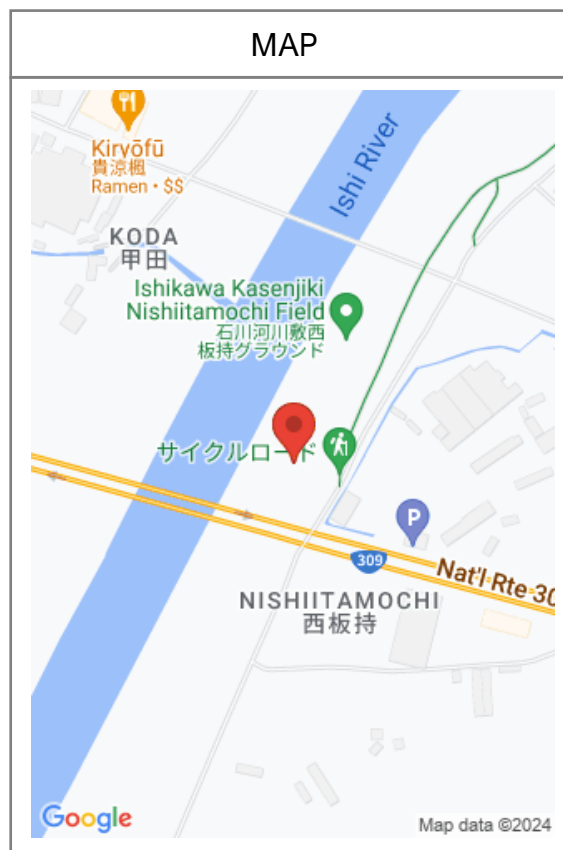 MAP
Kiryōfū
貴涼楓
Ramen • $$
Ishi River
KODA
甲田
Ishikawa Kasenjiki
Nishiitamochi Field
石川河川敷西
板持グラウンド
サイクルロード
P
309
Nat'l Rte 30
NISHIITAMOCHI
西板持
Google
Map data ©2024